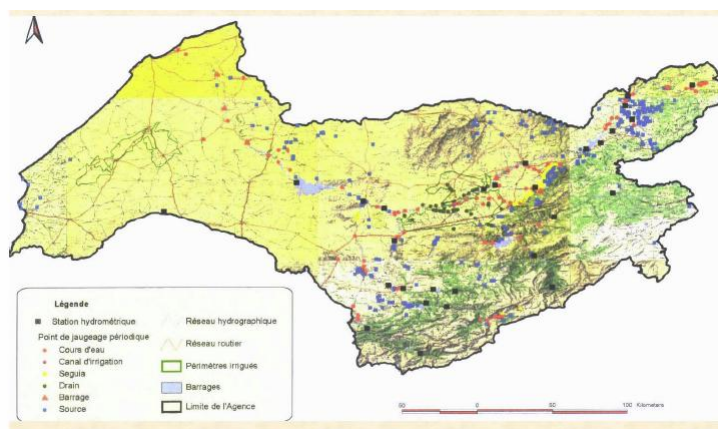 Légende
Station hydrométrique
Point de jaugeage périodique
Cours d'eau
Canal d'irrigation
Seguia
Drain
Barrage
Source
Réseau hydrographique
Réseau routier
Périmètres irrigués
Barrages
Limite de l'Agence
50 0 50 100 Kilometers